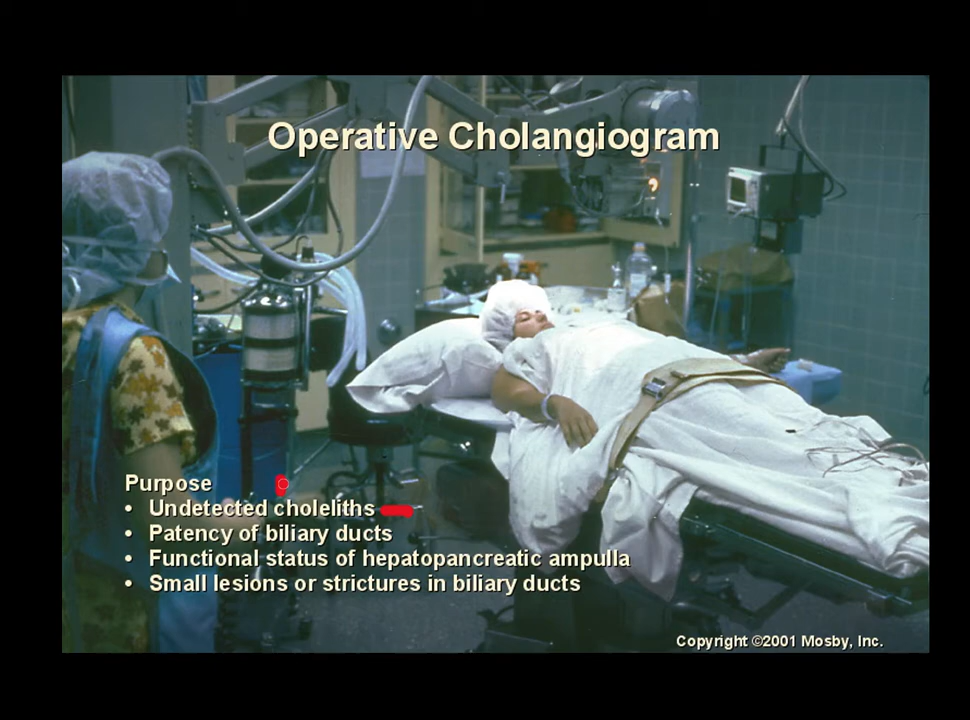 Operative Cholangiogram
Purpose
• Undetected choleliths
• Patency of biliary ducts
• Functional status of hepatopancreatic ampulla
• Small lesions or strictures in biliary ducts
Copyright ©2001 Mosby, Inc.